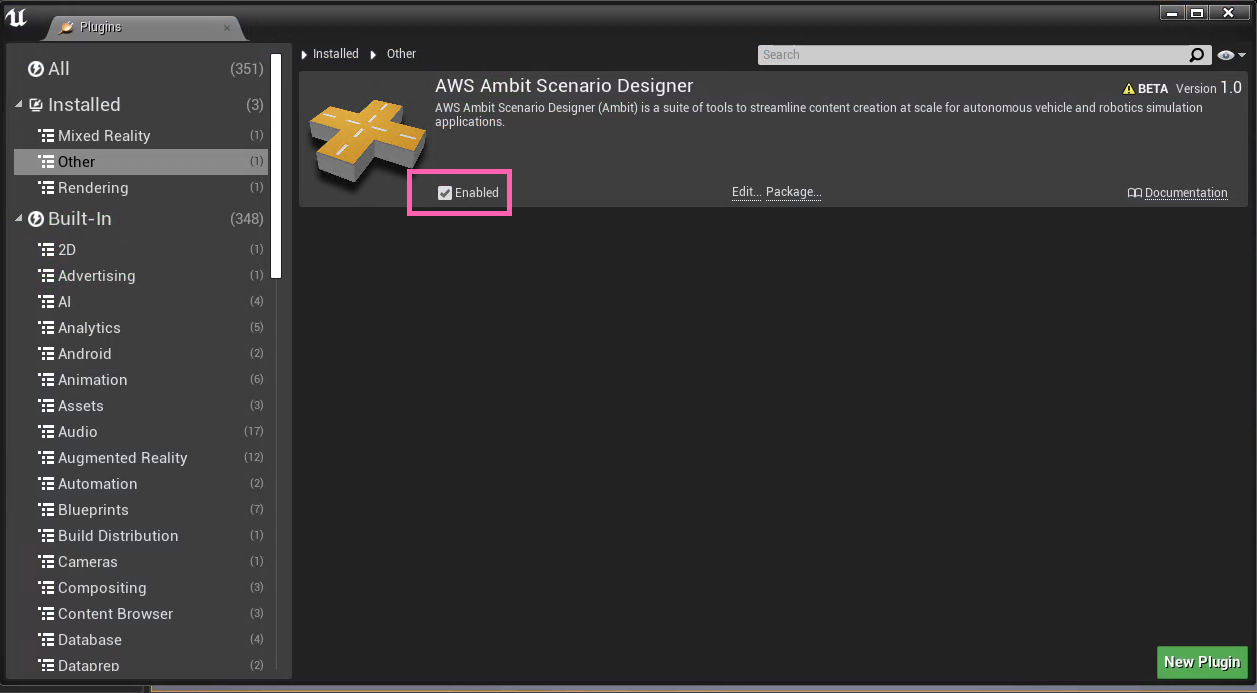 Plugins
All (351)
Installed (3)
Mixed Reality (1)
Other (1)
Rendering (1)
Built-In (348)
2D (1)
Advertising (1)
AI (4)
Analytics (5)
Android (2)
Animation (6)
Assets (3)
Audio (17)
Augmented Reality (12)
Automation (2)
Blueprints (7)
Build Distribution (1)
Cameras (1)
Compositing (3)
Content Browser (3)
Database (4)
Dataprep (2)
Installed Other
Search
AWS Ambit Scenario Designer
BETA Version 1.0
AWS Ambit Scenario Designer (Ambit) is a suite of tools to streamline content creation at scale for autonomous vehicle and robotics simulation
applications.
Enabled
Edit... Package...
Documentation
New Plugin